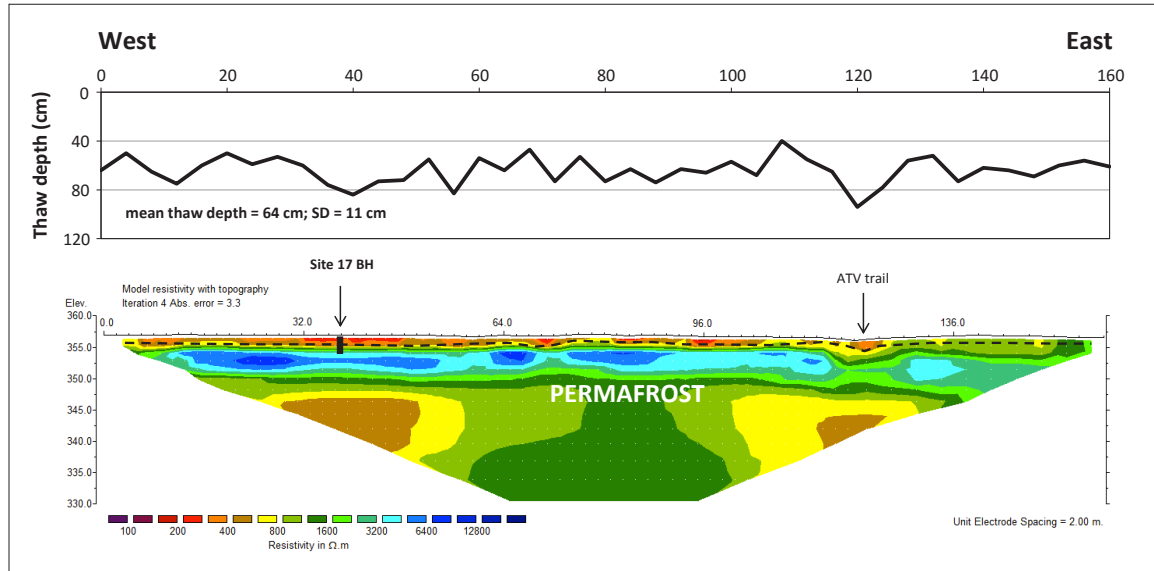 West East
0 20 40 60 80 100 120 140 160
Thaw depth (cm)
0
40
80
120
mean thaw depth = 64 cm; SD = 11 cm
Site 17 BH
ATV trail
Model resistivity with topography
Iteration 4 Abs. error = 3.3
Elev.
360.0
0.0 32.0 64.0 96.0 136.0
355.0
350.0
PERMAFROST
345.0
340.0
335.0
330.0
100 200 400 800 1600 3200 6400 12800
Resistivity in Ω.m
Unit Electrode Spacing = 2.00 m.